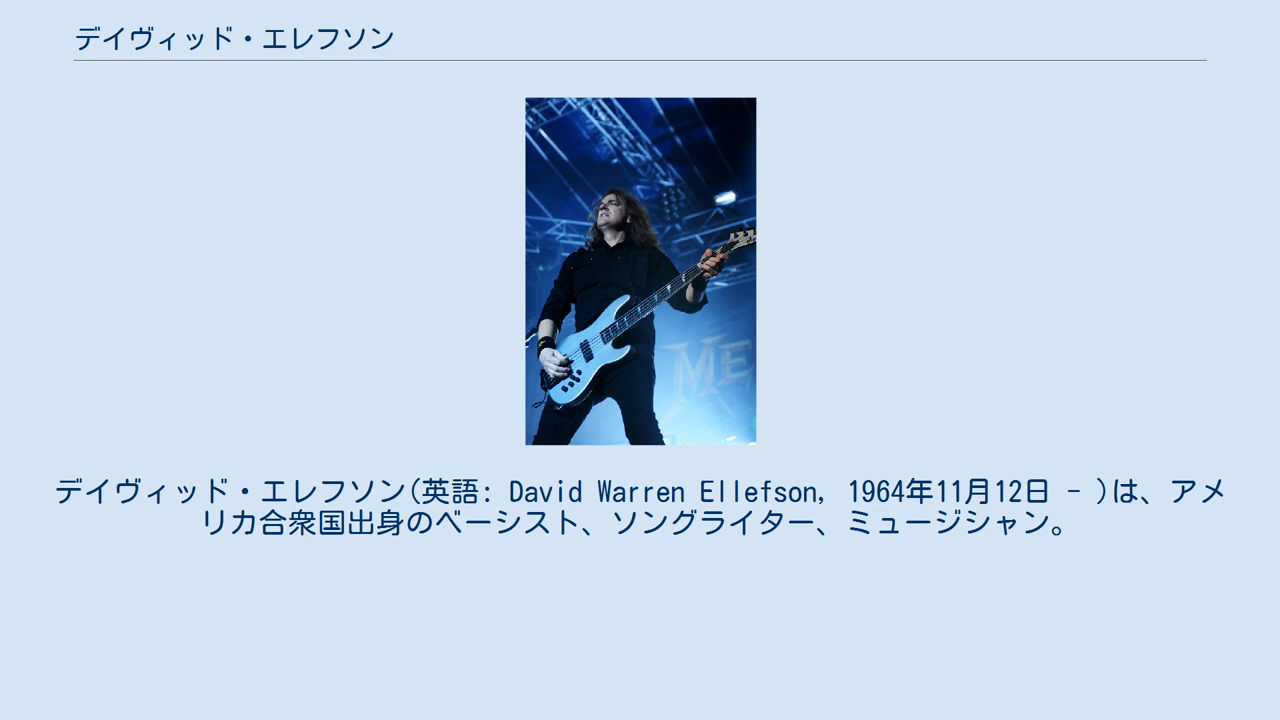 デイヴィッド・エレフソン
ME
デイヴィッド・エレフソン(英語: David Warren Ellefson, 1964年11月12日 - )は、アメ
リカ合衆国出身のベーシスト、ソングライター、ミュージシャン。